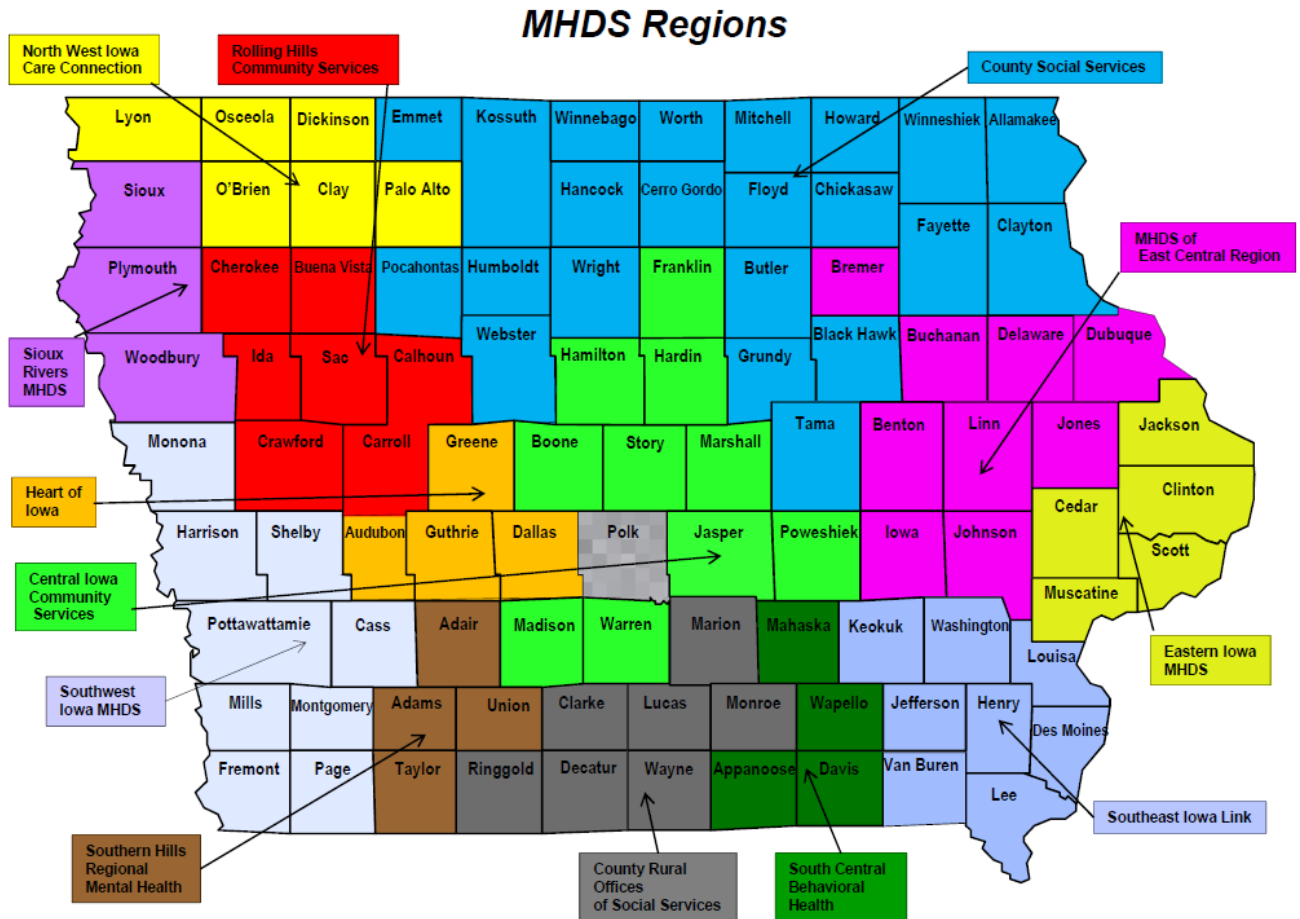 MHDS Regions
North West Iowa
Care Connection
Rolling Hills
Community Services
County Social Services
Lyon
Osceola
Dickinson
Emmet
Kossuth
Winnebago
Worth
Mitchell
Howard
Winneshiek
Allamakee
Sioux
O'Brien
Clay
Palo Alto
Hancock
Cerro Gordo
Floyd
Chickasaw
Fayette
Clayton
MHDS of
East Central Region
Plymouth
Cherokee
Buena Vista
Pocahontas
Humboldt
Wright
Franklin
Butler
Bremer
Sioux
Rivers
MHDS
Woodbury
Ida
Sac
Calhoun
Webster
Hamilton
Hardin
Grundy
Black Hawk
Buchanan
Delaware
Dubuque
Monona
Crawford
Carroll
Greene
Boone
Story
Marshall
Tama
Benton
Linn
Jones
Jackson
Heart of
Iowa
Clinton
Harrison
Shelby
Audubon
Guthrie
Dallas
Polk
Jasper
Poweshiek
Iowa
Johnson
Cedar
Scott
Central Iowa
Community
Services
Muscatine
Pottawattamie
Cass
Adair
Madison
Warren
Marion
Mahaska
Keokuk
Washington
Louisa
Eastern Iowa
MHDS
Southwest
Iowa MHDS
Mills
Montgomery
Adams
Union
Clarke
Lucas
Monroe
Wapello
Jefferson
Henry
Des Moines
Fremont
Page
Taylor
Ringgold
Decatur
Wayne
Appanoose
Davis
Van Buren
Lee
Southeast Iowa Link
Southern Hills
Regional
Mental Health
County Rural
Offices
of Social Services
South Central
Behavioral
Health